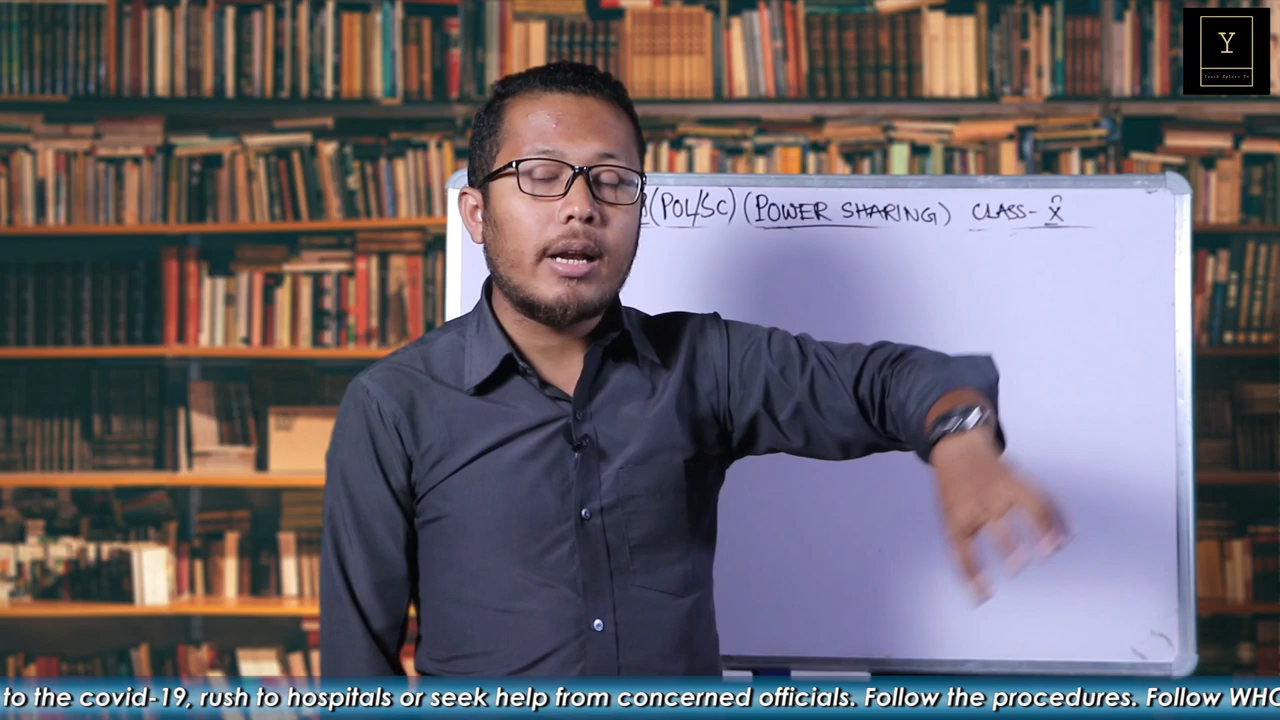 Y
(POL/SC) (POWER SHARING) CLASS- X
to the covid-19, rush to hospitals or seek help from concerned officials. Follow the procedures. Follow WHO